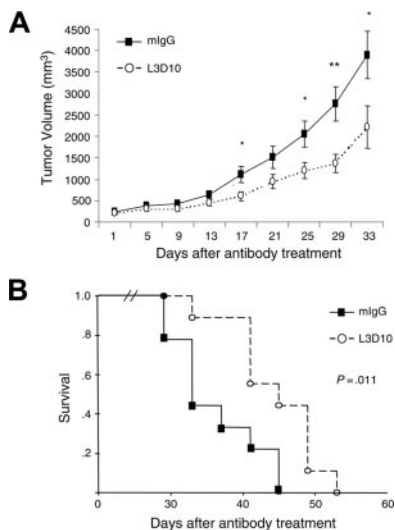 A
Tumor Volume (mm³)
4500
4000
3500
3000
2500
2000
1500
1000
500
0
mIgG
L3D10
*
*
**
*
1 5 9 13 17 21 25 29 33
Days after antibody treatment
B
Survival
1.0
.8
.6
.4
.2
mIgG
L3D10
P=.011
0 30 40 50 60
Days after antibody treatment